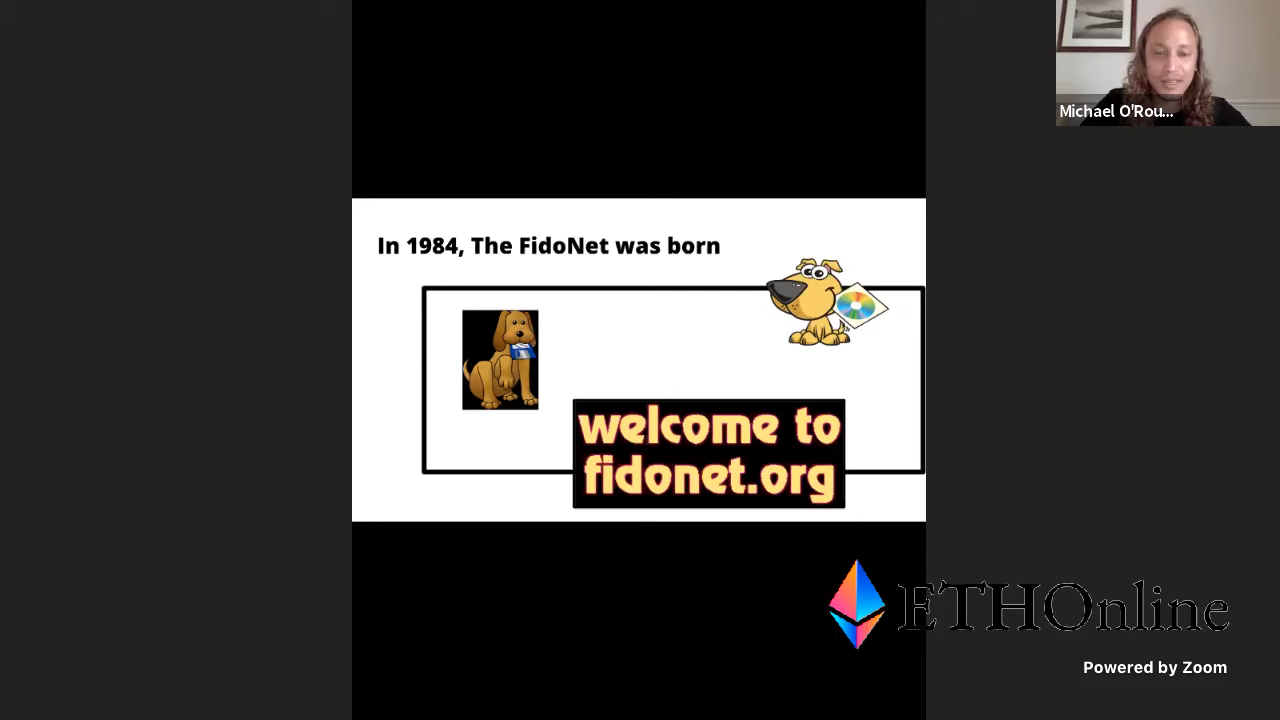 Michael O'Rou...
In 1984, The FidoNet was born
welcome to
fidonet.org
ETHOnline
Powered by Zoom